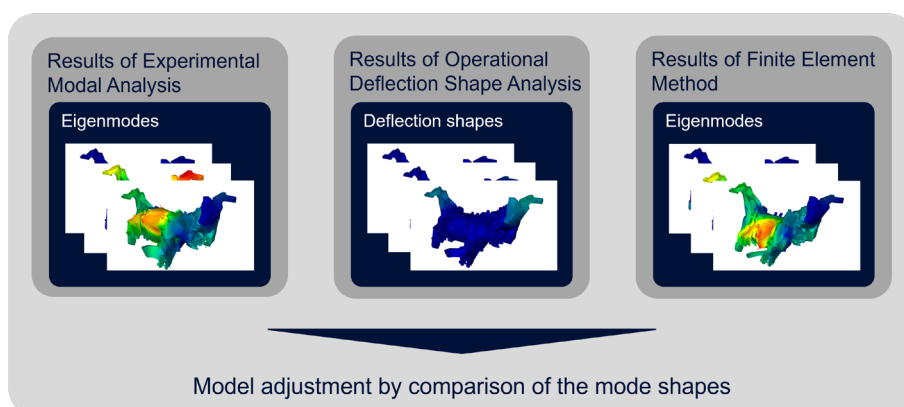 Results of Experimental
Modal Analysis
Eigenmodes
Results of Operational
Deflection Shape Analysis
Deflection shapes
Results of Finite Element
Method
Eigenmodes
Model adjustment by comparison of the mode shapes